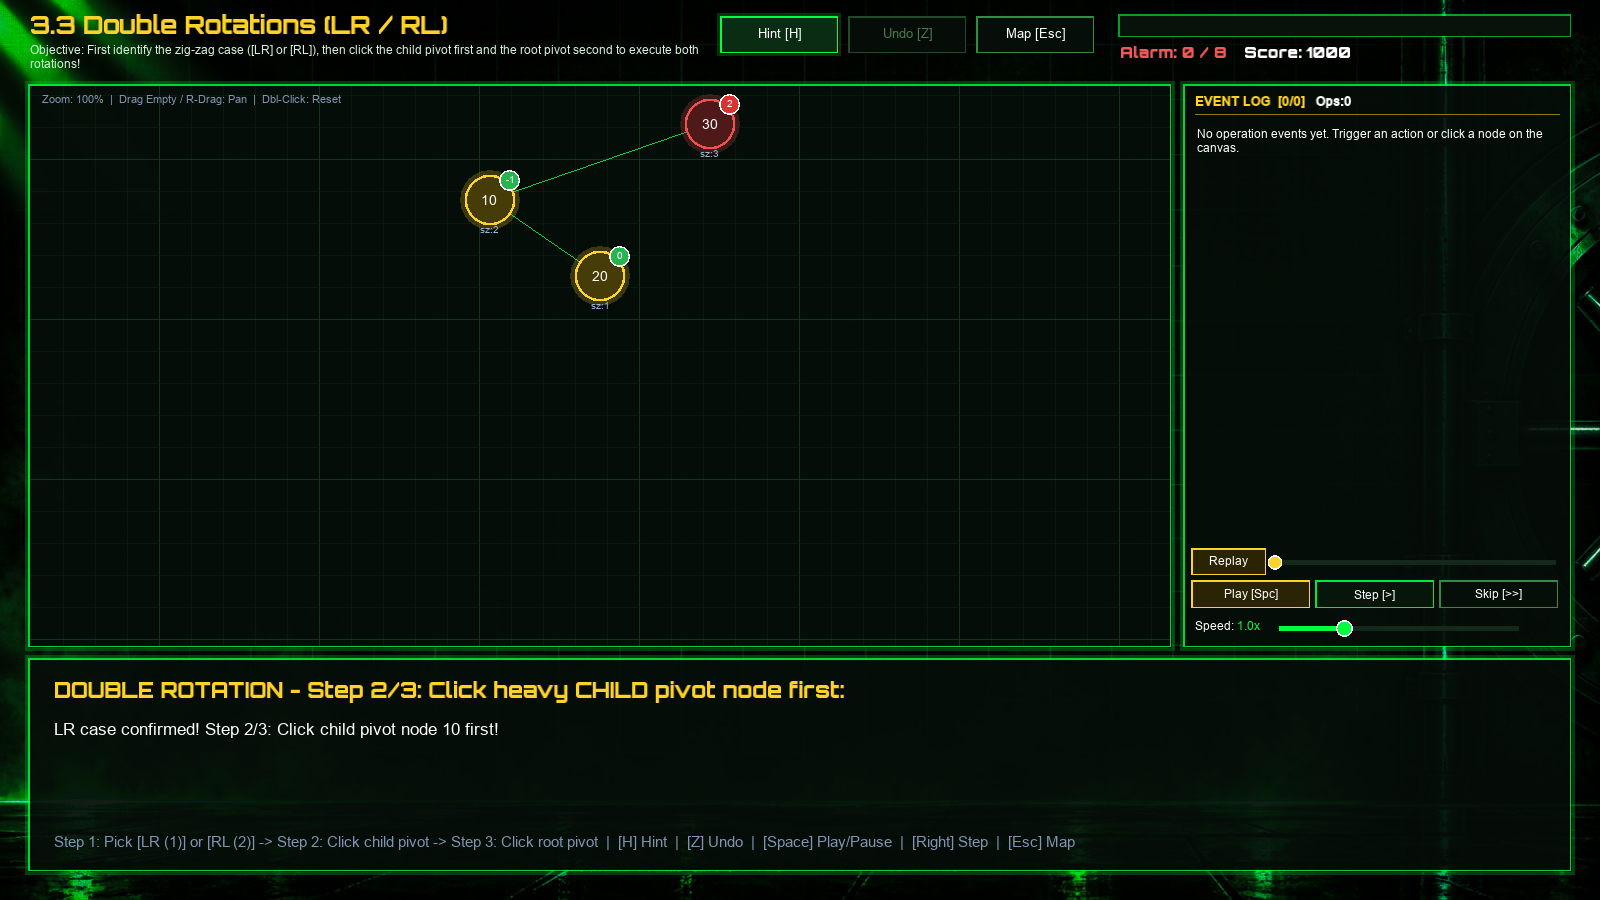 3.3 Double Rotations (LR / RL)
Objective: First identify the zig-zag case ([LR] or [RL]), then click the child pivot first and the root pivot second to execute both
rotations!
Hint [H]
Undo [Z]
Map [Esc]
Alarm: 0 / 8
Score: 1000
Zoom: 100%  |  Drag Empty / R-Drag: Pan  |  Dbl-Click: Reset
2
30
sz:3
-1
10
sz:2
0
20
sz:1
EVENT LOG  [0/0]  Ops:0
No operation events yet. Trigger an action or click a node on the
canvas.
Replay
Play [Spc]
Step [>]
Skip [>>]
Speed: 1.0x
DOUBLE ROTATION - Step 2/3: Click heavy CHILD pivot node first:
LR case confirmed! Step 2/3: Click child pivot node 10 first!
Step 1: Pick [LR (1)] or [RL (2)] -> Step 2: Click child pivot -> Step 3: Click root pivot  |  [H] Hint  |  [Z] Undo  |  [Space] Play/Pause  |  [Right] Step  |  [Esc] Map